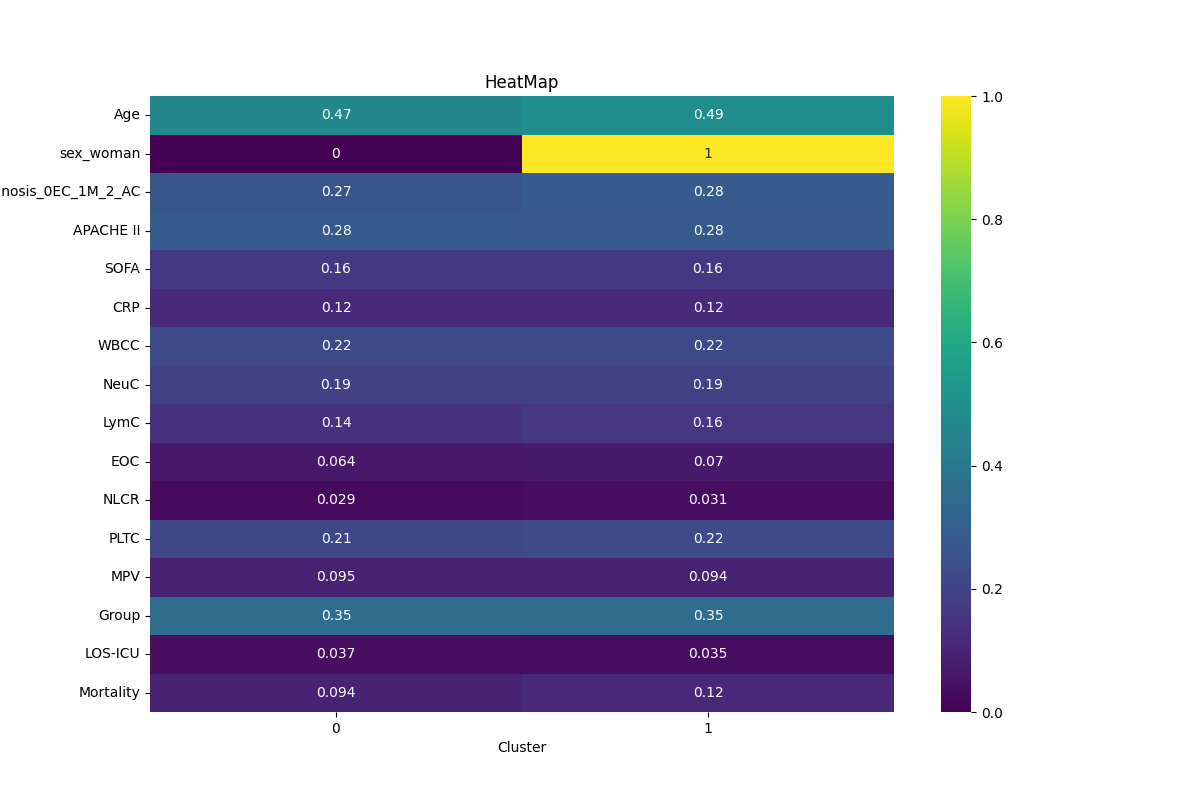 HeatMap
Age 0.47 0.49 1.0
sex_woman 0 1
nosis_0EC_1M_2_AC 0.27 0.28
0.8
APACHE II 0.28 0.28
SOFA 0.16 0.16
CRP 0.12 0.12
0.6
WBCC 0.22 0.22
NeuC 0.19 0.19
LymC 0.14 0.16
EOC 0.064 0.07
0.4
NLCR 0.029 0.031
PLTC 0.21 0.22
MPV 0.095 0.094
0.2
Group 0.35 0.35
LOS-ICU 0.037 0.035
Mortality 0.094 0.12
0.0
0 1
Cluster